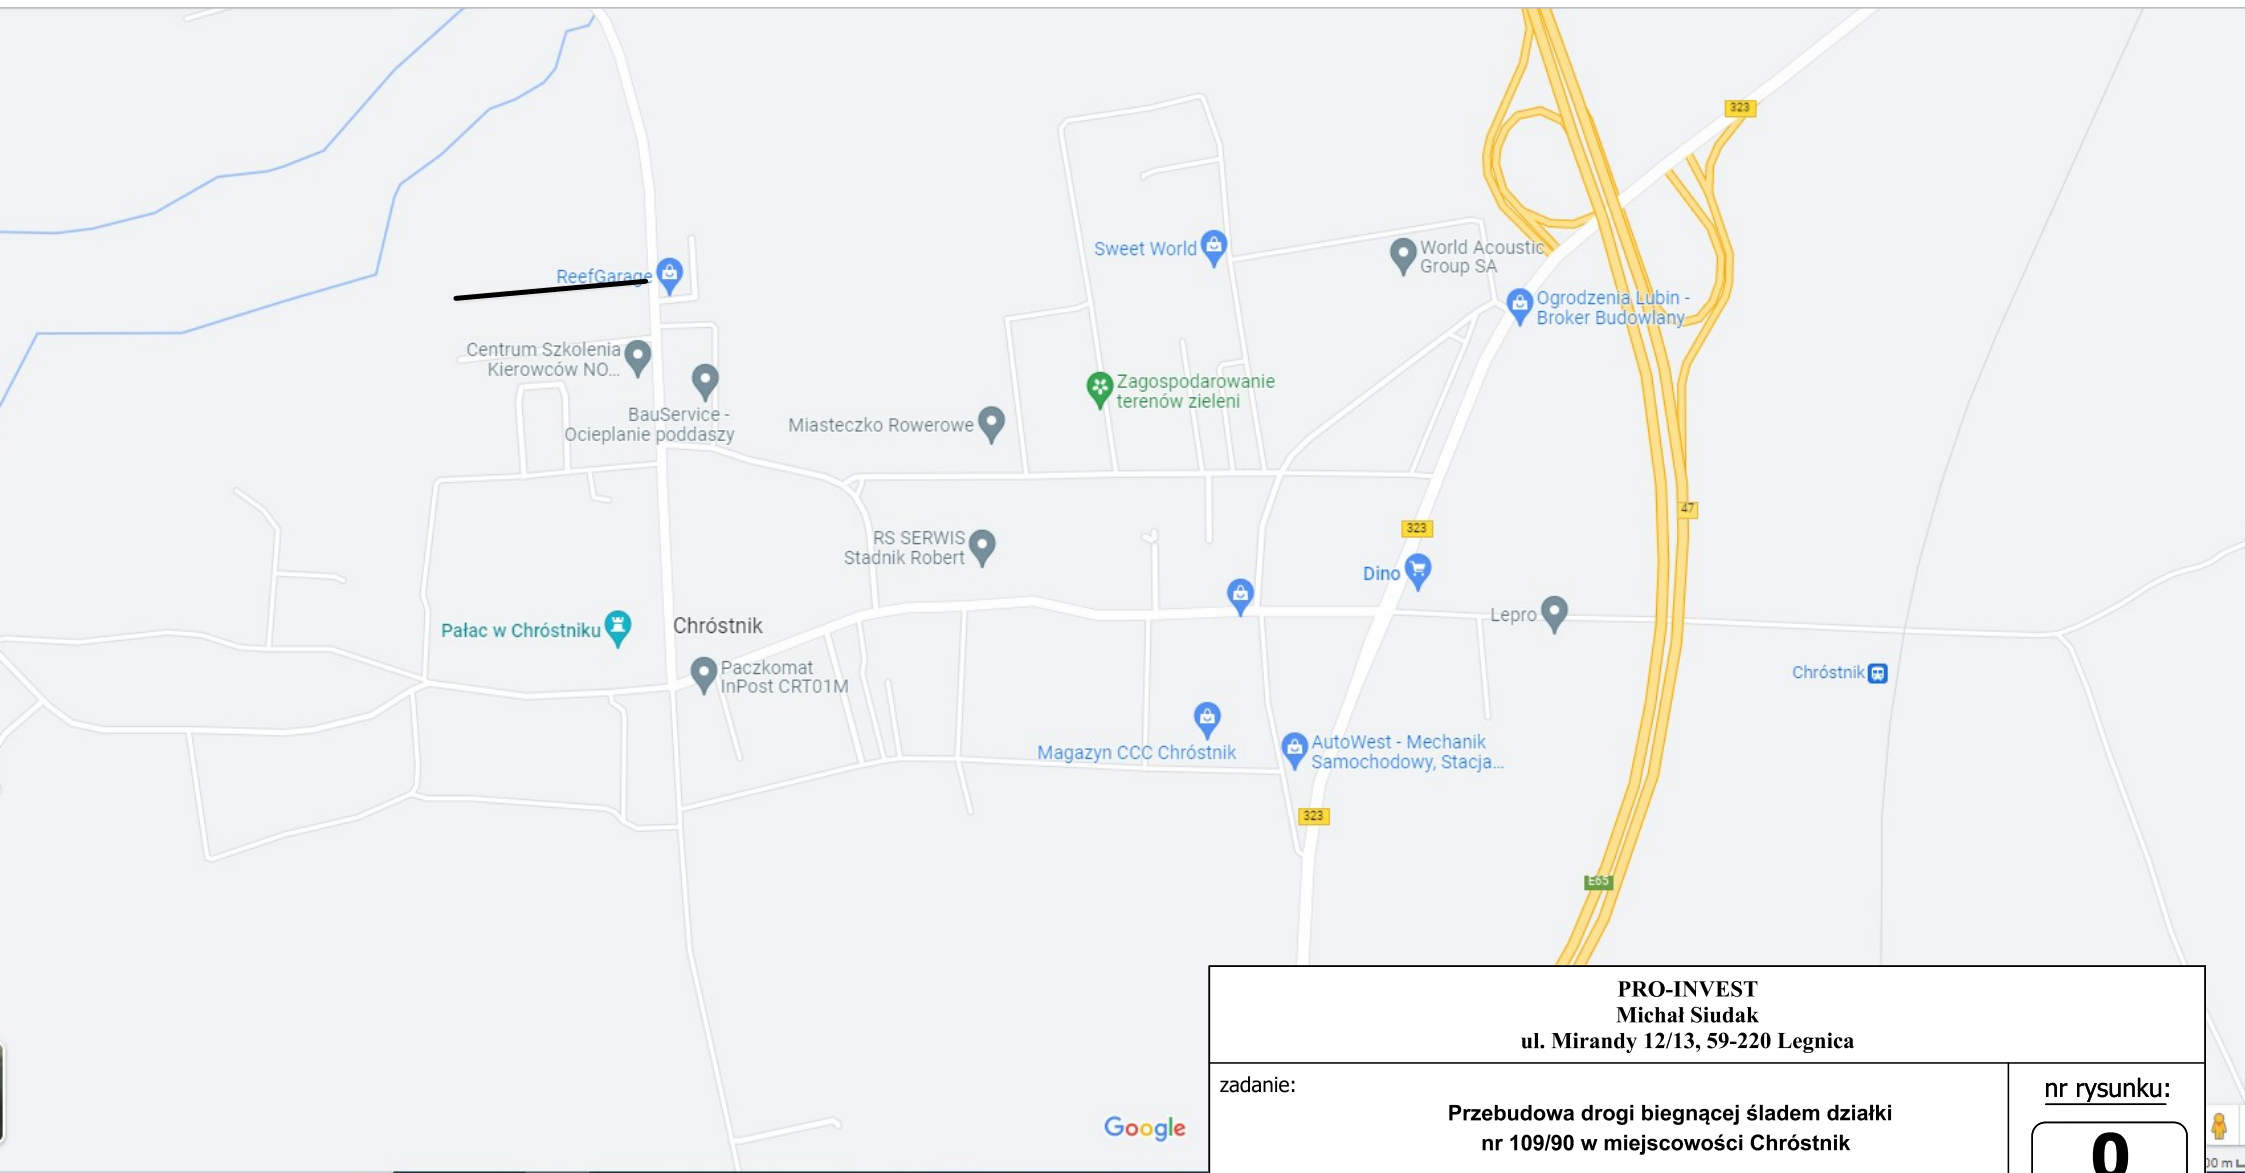 323
Sweet World
World Acoustic
Group SA
ReefGarage
Ogrodzenia Lubin -
Broker Budowlany
Centrum Szkolenia
Kierowców NO...
Zagospodarowanie
terenów zieleni
BauService -
Ocieplanie poddaszy
Miasteczko Rowerowe
47
323
RS SERWIS
Stadnik Robert
Dino
Lepro
Pałac w Chróstniku
Chróstnik
Paczkomat
InPost CRT01M
Chróstnik
Magazyn CCC Chróstnik
AutoWest - Mechanik
Samochodowy, Stacja...
323
E65
PRO-INVEST
Michał Siudak
ul. Mirandy 12/13, 59-220 Legnica
zadanie:
nr rysunku:
Przebudowa drogi biegnącej śladem działki
nr 109/90 w miejscowości Chróstnik
0
Google